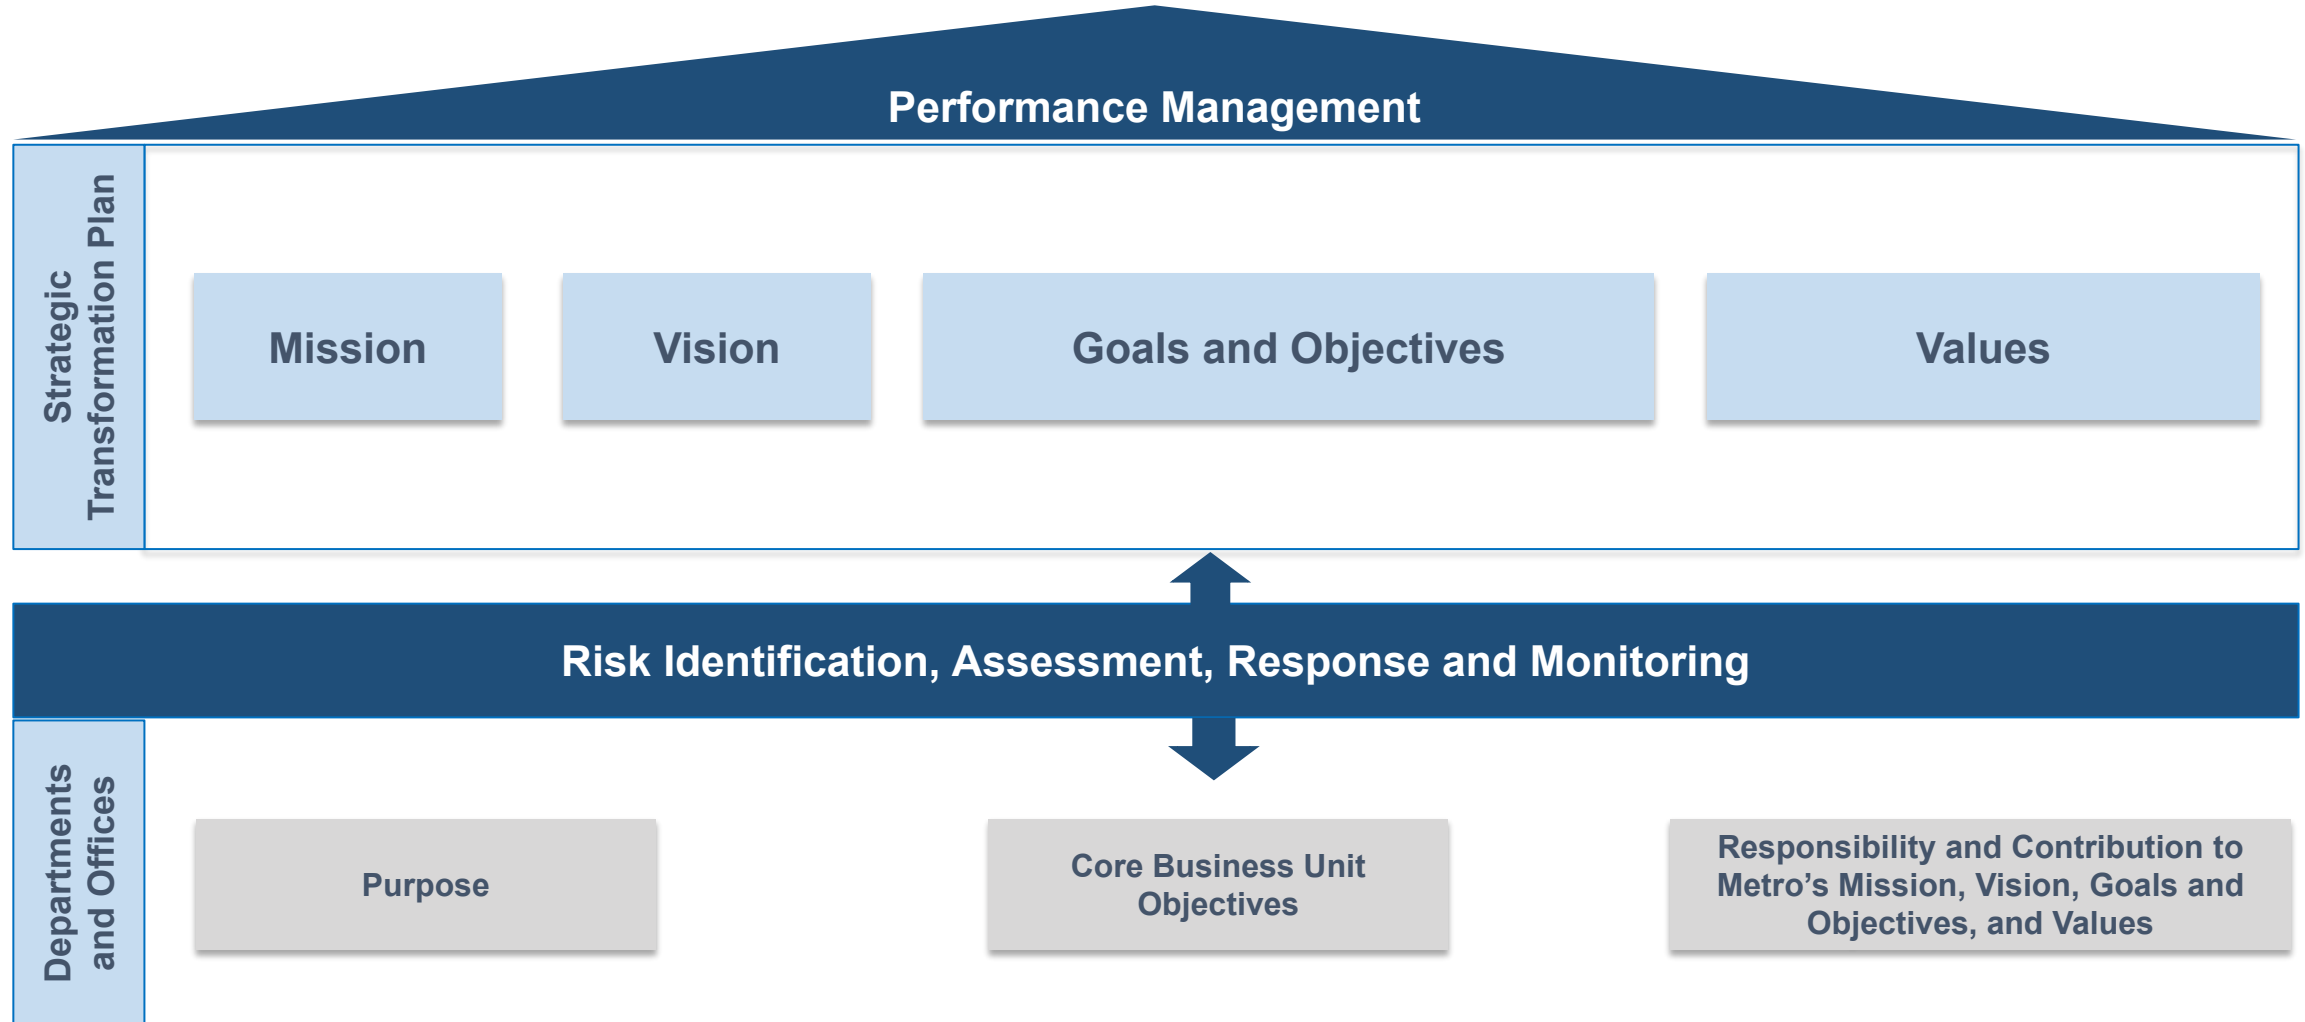 Performance Management
Strategic
Transformation Plan
Mission
Vision
Goals and Objectives
Values
Risk Identification, Assessment, Response and Monitoring
Departments
and Offices
Purpose
Core Business Unit
Objectives
Responsibility and Contribution to
Metro’s Mission, Vision, Goals and
Objectives, and Values